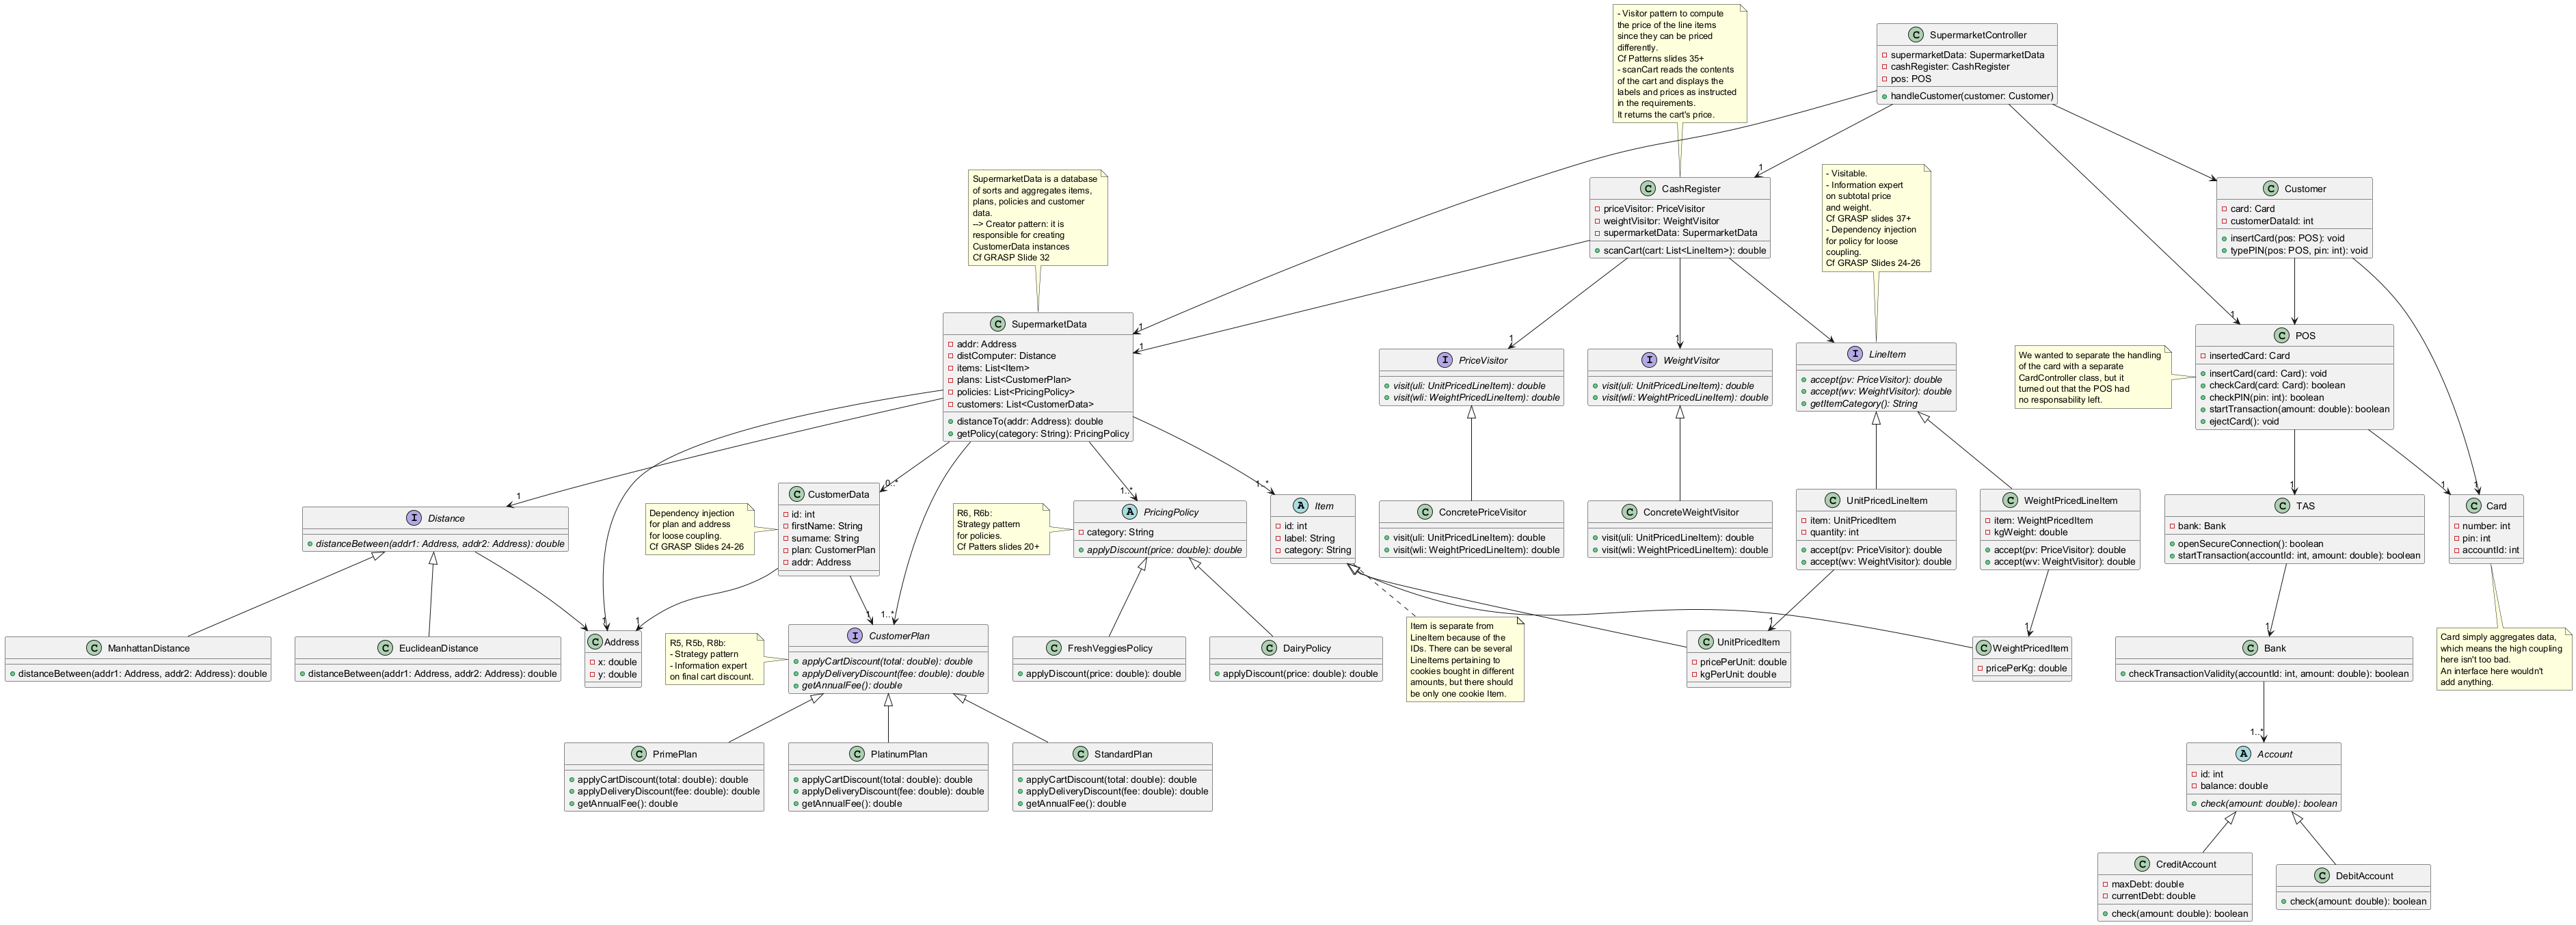 - Visitor pattern to compute
the price of the line items
since they can be priced
differently.
Cf Patterns slides 35+
- scanCart reads the contents
of the cart and displays the
labels and prices as instructed
in the requirements.
It returns the cart's price.
C SupermarketController
supermarketData: SupermarketData
cashRegister: CashRegister
pos: POS
handleCustomer(customer: Customer)
SupermarketData is a database
of sorts and aggregates items,
plans, policies and customer
data.
--> Creator pattern: it is
responsible for creating
CustomerData instances
Cf GRASP Slide 32
1
C CashRegister
priceVisitor: PriceVisitor
weightVisitor: WeightVisitor
supermarketData: SupermarketData
scanCart(cart: List<LineItem>): double
- Visitable.
- Information expert
on subtotal price
and weight.
Cf GRASP slides 37+
- Dependency injection
for policy for loose
coupling.
Cf GRASP Slides 24-26
C Customer
card: Card
customerDataId: int
insertCard(pos: POS): void
typePIN(pos: POS, pin: int): void
C SupermarketData
addr: Address
distComputer: Distance
items: List<Item>
plans: List<CustomerPlan>
policies: List<PricingPolicy>
customers: List<CustomerData>
distanceTo(addr: Address): double
getPolicy(category: String): PricingPolicy
1
1
1
I PriceVisitor
visit(uli: UnitPricedLineItem): double
visit(wli: WeightPricedLineItem): double
1
I WeightVisitor
visit(uli: UnitPricedLineItem): double
visit(wli: WeightPricedLineItem): double
I LineItem
accept(pv: PriceVisitor): double
accept(wv: WeightVisitor): double
getItemCategory(): String
We wanted to separate the handling
of the card with a separate
CardController class, but it
turned out that the POS had
no responsability left.
1
C POS
insertedCard: Card
insertCard(card: Card): void
checkCard(card: Card): boolean
checkPIN(pin: int): boolean
startTransaction(amount: double): boolean
ejectCard(): void
1
I Distance
distanceBetween(addr1: Address, addr2: Address): double
Dependency injection
for plan and address
for loose coupling.
Cf GRASP Slides 24-26
0..*
C CustomerData
id: int
firstName: String
surname: String
plan: CustomerPlan
addr: Address
R6, R6b:
Strategy pattern
for policies.
Cf Patters slides 20+
1..*
A PricingPolicy
category: String
applyDiscount(price: double): double
1..*
A Item
id: int
label: String
category: String
C ConcretePriceVisitor
visit(uli: UnitPricedLineItem): double
visit(wli: WeightPricedLineItem): double
C ConcreteWeightVisitor
visit(uli: UnitPricedLineItem): double
visit(wli: WeightPricedLineItem): double
C UnitPricedLineItem
item: UnitPricedItem
quantity: int
accept(pv: PriceVisitor): double
accept(wv: WeightVisitor): double
C WeightPricedLineItem
item: WeightPricedItem
kgWeight: double
accept(pv: PriceVisitor): double
accept(wv: WeightVisitor): double
1
C TAS
bank: Bank
openSecureConnection(): boolean
startTransaction(accountId: int, amount: double): boolean
1
1
C Card
number: int
pin: int
accountId: int
C ManhattanDistance
distanceBetween(addr1: Address, addr2: Address): double
C EuclideanDistance
distanceBetween(addr1: Address, addr2: Address): double
1
1
C Address
x: double
y: double
R5, R5b, R8b:
- Strategy pattern
- Information expert
on final cart discount.
1
1..*
I CustomerPlan
applyCartDiscount(total: double): double
applyDeliveryDiscount(fee: double): double
getAnnualFee(): double
C FreshVeggiesPolicy
applyDiscount(price: double): double
C DairyPolicy
applyDiscount(price: double): double
Item is separate from
LineItem because of the
IDs. There can be several
LineItems pertaining to
cookies bought in different
amounts, but there should
be only one cookie Item.
1
C UnitPricedItem
pricePerUnit: double
kgPerUnit: double
1
C WeightPricedItem
pricePerKg: double
1
C Bank
checkTransactionValidity(accountId: int, amount: double): boolean
Card simply aggregates data,
which means the high coupling
here isn't too bad.
An interface here wouldn't
add anything.
C PrimePlan
applyCartDiscount(total: double): double
applyDeliveryDiscount(fee: double): double
getAnnualFee(): double
C PlatinumPlan
applyCartDiscount(total: double): double
applyDeliveryDiscount(fee: double): double
getAnnualFee(): double
C StandardPlan
applyCartDiscount(total: double): double
applyDeliveryDiscount(fee: double): double
getAnnualFee(): double
1..*
A Account
id: int
balance: double
check(amount: double): boolean
C CreditAccount
maxDebt: double
currentDebt: double
check(amount: double): boolean
C DebitAccount
check(amount: double): boolean